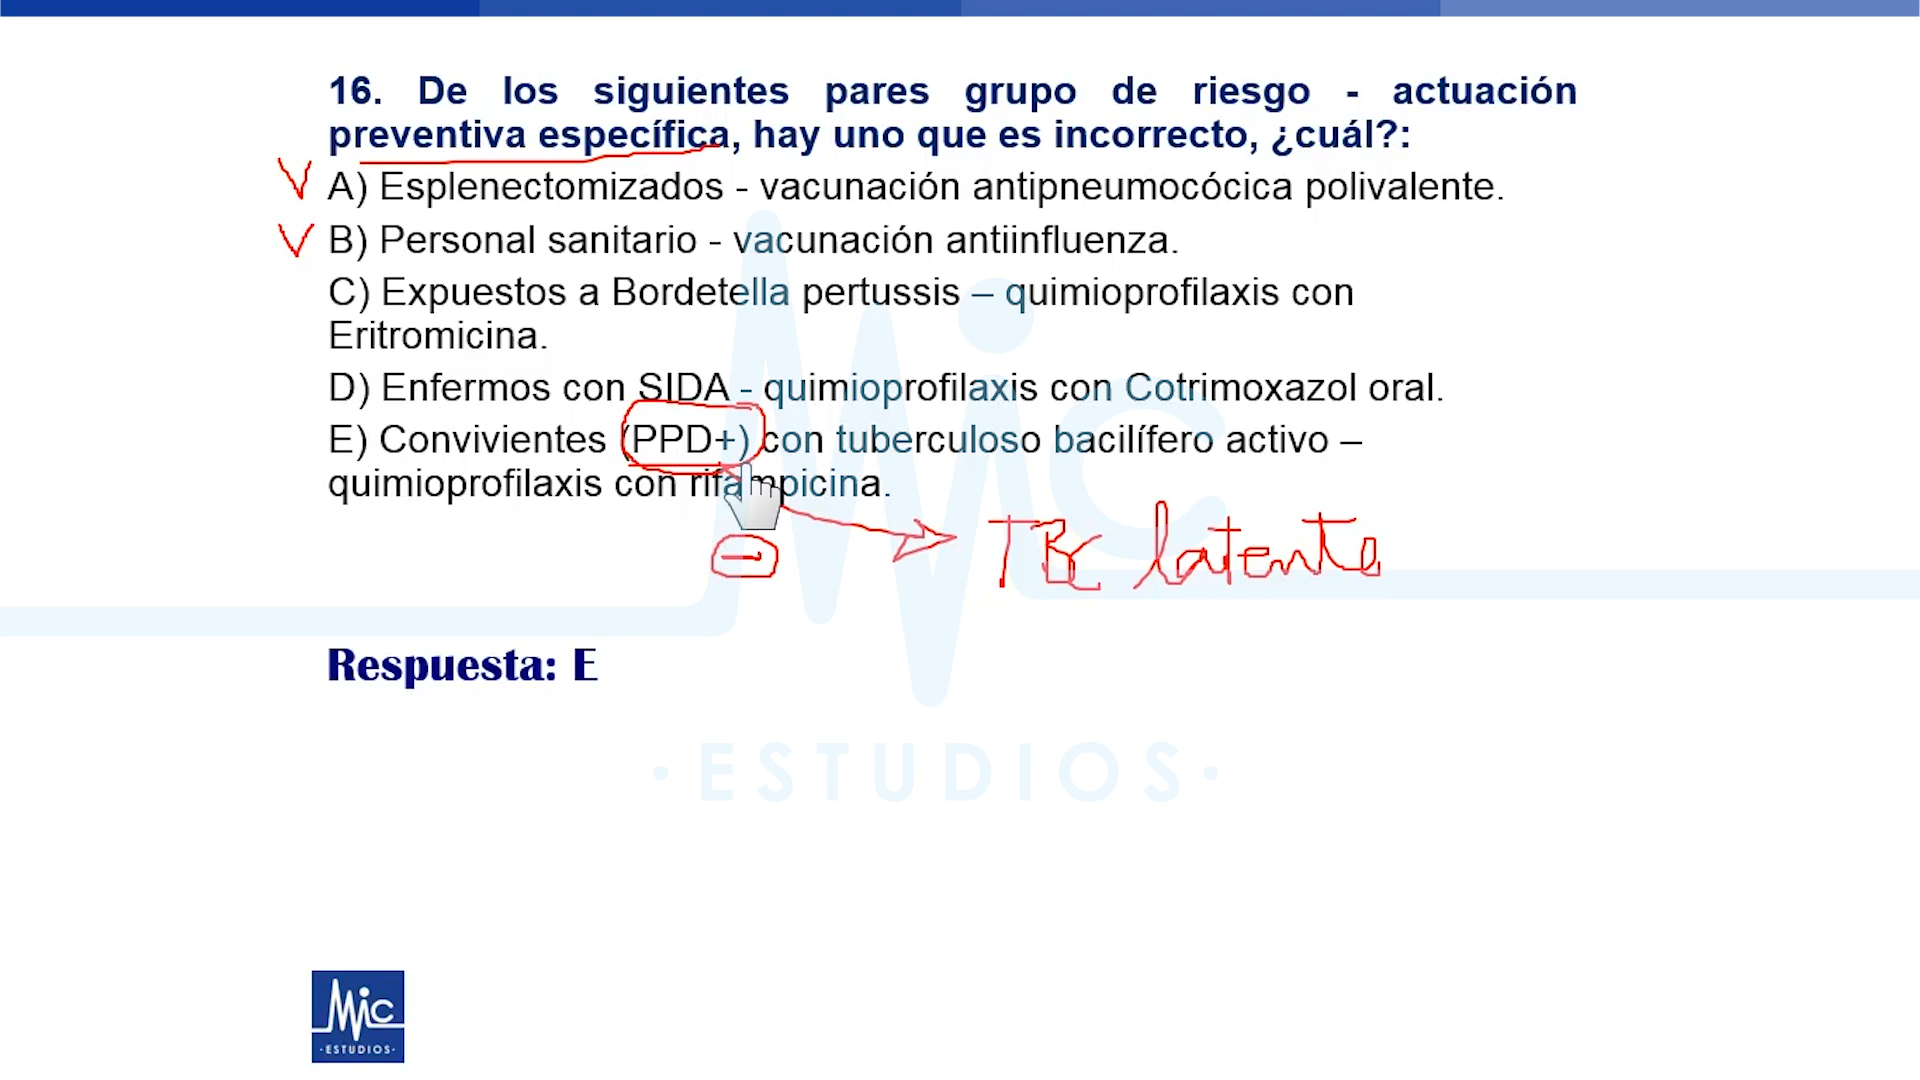 16. De los siguientes pares grupo de riesgo - actuación
preventiva específica, hay uno que es incorrecto, ¿cuál?:
V A) Esplenectomizados - vacunación antipneumocócica polivalente.
V B) Personal sanitario - vacunación antiinfluenza.
C) Expuestos a Bordetella pertussis – quimioprofilaxis con
Eritromicina.
D) Enfermos con SIDA - quimioprofilaxis con Cotrimoxazol oral.
E) Convivientes (PPD+) con tuberculoso bacilífero activo –
quimioprofilaxis con rifampicina.
TBC latente
Respuesta: E
Mic
·ESTUDIOS·
Mic
·ESTUDIOS·